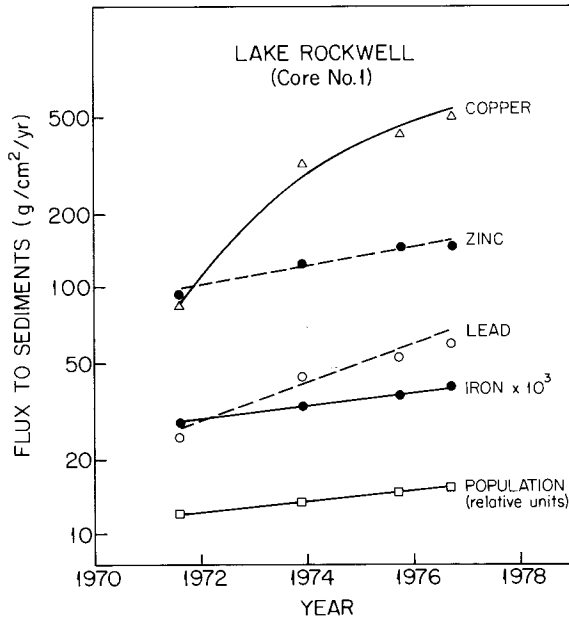 LAKE ROCKWELL
(Core No.1)
FLUX TO SEDIMENTS (g/cm²/yr)
500
200
100
50
20
10
COPPER
ZINC
LEAD
IRON x 10³
POPULATION
(relative units)
1970
1972
1974
1976
1978
YEAR